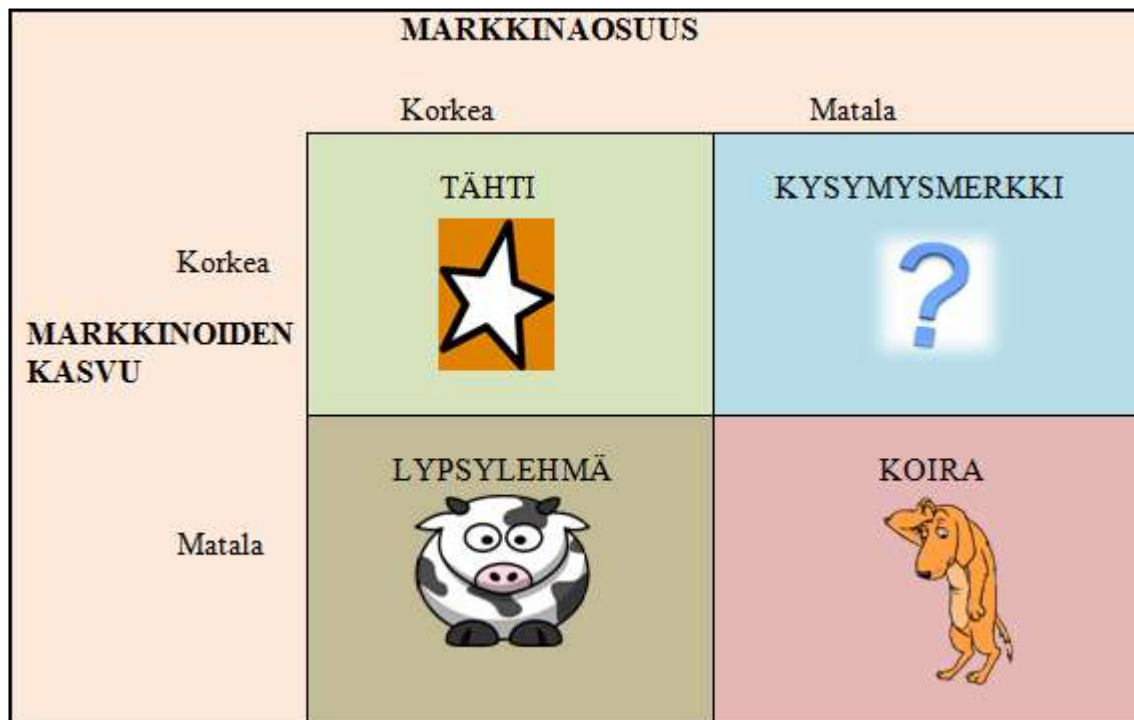 MARKKINAOSUUS
Korkea Matala
TÄHTI KYSYMYSMERKKI
?
Korkea
MARKKINOIDEN
KASVU
LYPSYLEHMÄ KOIRA
Matala